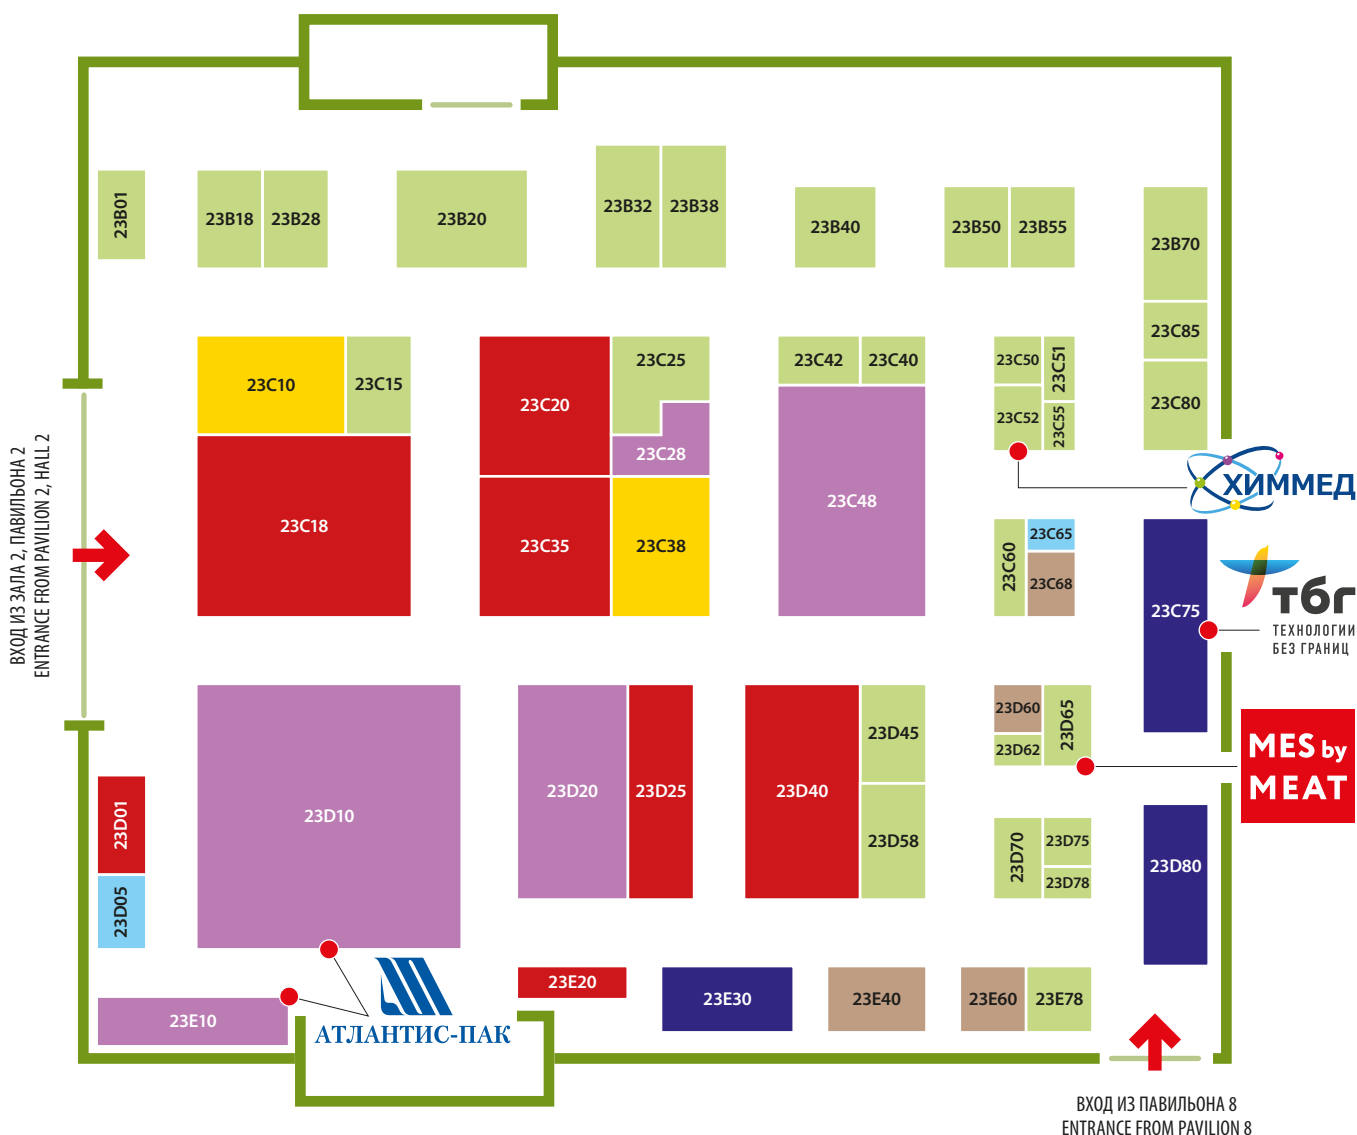 23B01
23B18
23B28
23B20
23B32
23B38
23B40
23B50
23B55
23B70
23C85
23C80
23C10
23C15
23C18
23C20
23C25
23C28
23C35
23C38
23C42
23C40
23C48
23C50
23C51
23C52
23C55
ХИММЕД
ВХОД ИЗ ЗАЛА 2, ПАВИЛЬОНА 2
ENTRANCE FROM PAVILION 2, HALL 2
23C60
23C65
23C68
23C75
тбг
ТЕХНОЛОГИИ
БЕЗ ГРАНИЦ
23D01
23D05
23D10
23D20
23D25
23D40
23D45
23D58
23D60
23D62
23D65
MES by
MEAT
23D70
23D75
23D78
23D80
23E10
АТЛАНТИС-ПАК
23E20
23E30
23E40
23E60
23E78
ВХОД ИЗ ПАВИЛЬОНА 8
ENTRANCE FROM PAVILION 8